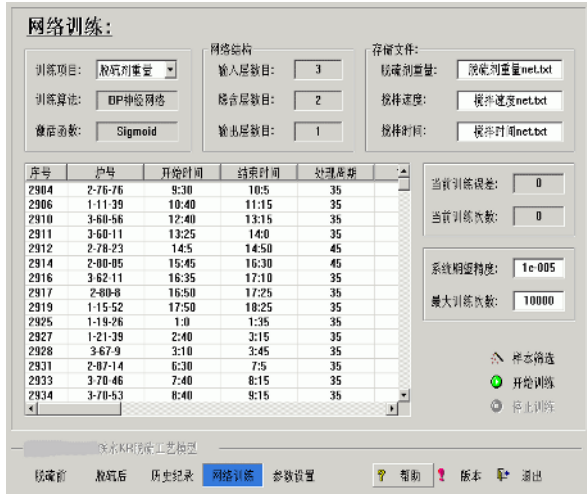 网络训练:
网络结构
存储文件:
训练项目: 脱硫剂重量 输入层数目: 3 脱硫剂重量: 脱硫剂重量net.txt
训练算法: BP神经网络 隐含层数目: 2 搅拌速度: 搅拌速度net.txt
激活函数: Sigmoid 输出层数目: 1 搅拌时间: 搅拌时间net.txt
序号 炉号 开始时间 结束时间 处理周期
2904 2-76-76 9:30 10:5 35
2906 1-11-39 10:40 11:15 35
2910 3-60-56 12:40 13:15 35
2911 3-60-11 13:25 14:0 35
2912 2-78-23 14:5 14:50 45
2914 2-80-05 15:45 16:30 45
2916 3-62-11 16:35 17:10 35
2917 2-80-8 16:50 17:25 35
2919 1-15-52 17:50 18:25 35
2925 1-19-26 1:0 1:35 35
2927 1-21-39 2:40 3:15 35
2928 3-67-9 3:10 3:45 35
2931 2-87-14 6:30 7:5 35
2933 3-70-46 7:40 8:15 35
2934 3-70-53 8:40 9:15 35
当前训练误差: 0
当前训练次数: 0
系统期望精度: 1e-005
最大训练次数: 10000
样本筛选
开始训练
停止训练
铁水KR脱硫工艺模型
脱硫前 脱硫后 历史纪录 网络训练 参数设置 ? 帮助 版本 退出